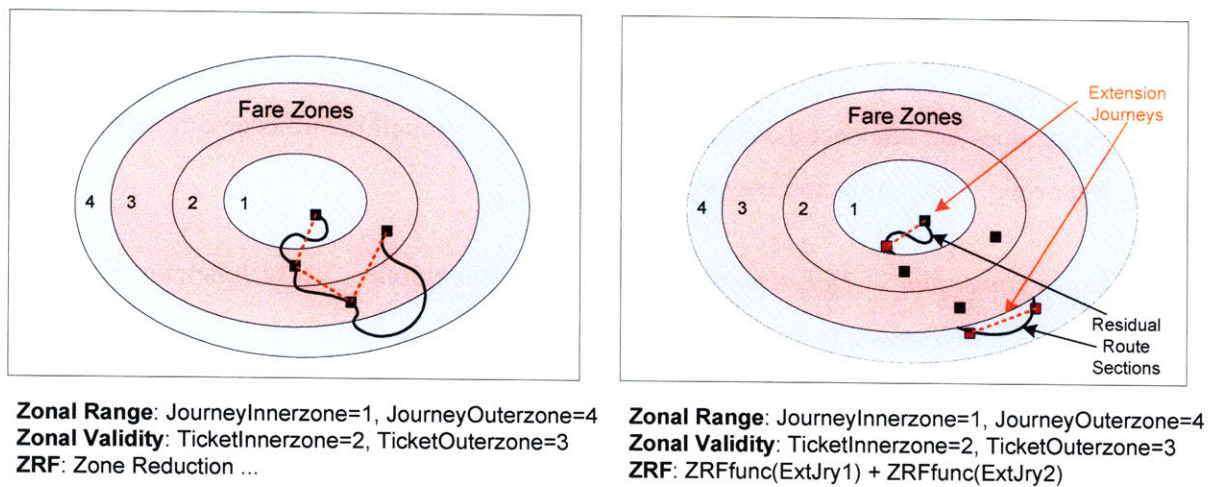 Fare Zones
4 3 2 1
Zonal Range: JourneyInnerzone=1, JourneyOuterzone=4
Zonal Validity: TicketInnerzone=2, TicketOuterzone=3
ZRF: Zone Reduction ...
Extension
Journeys
Fare Zones
4 3 2 1
Residual
Route
Sections
Zonal Range: JourneyInnerzone=1, JourneyOuterzone=4
Zonal Validity: TicketInnerzone=2, TicketOuterzone=3
ZRF: ZRFfunc(ExtJry1) + ZRFfunc(ExtJry2)